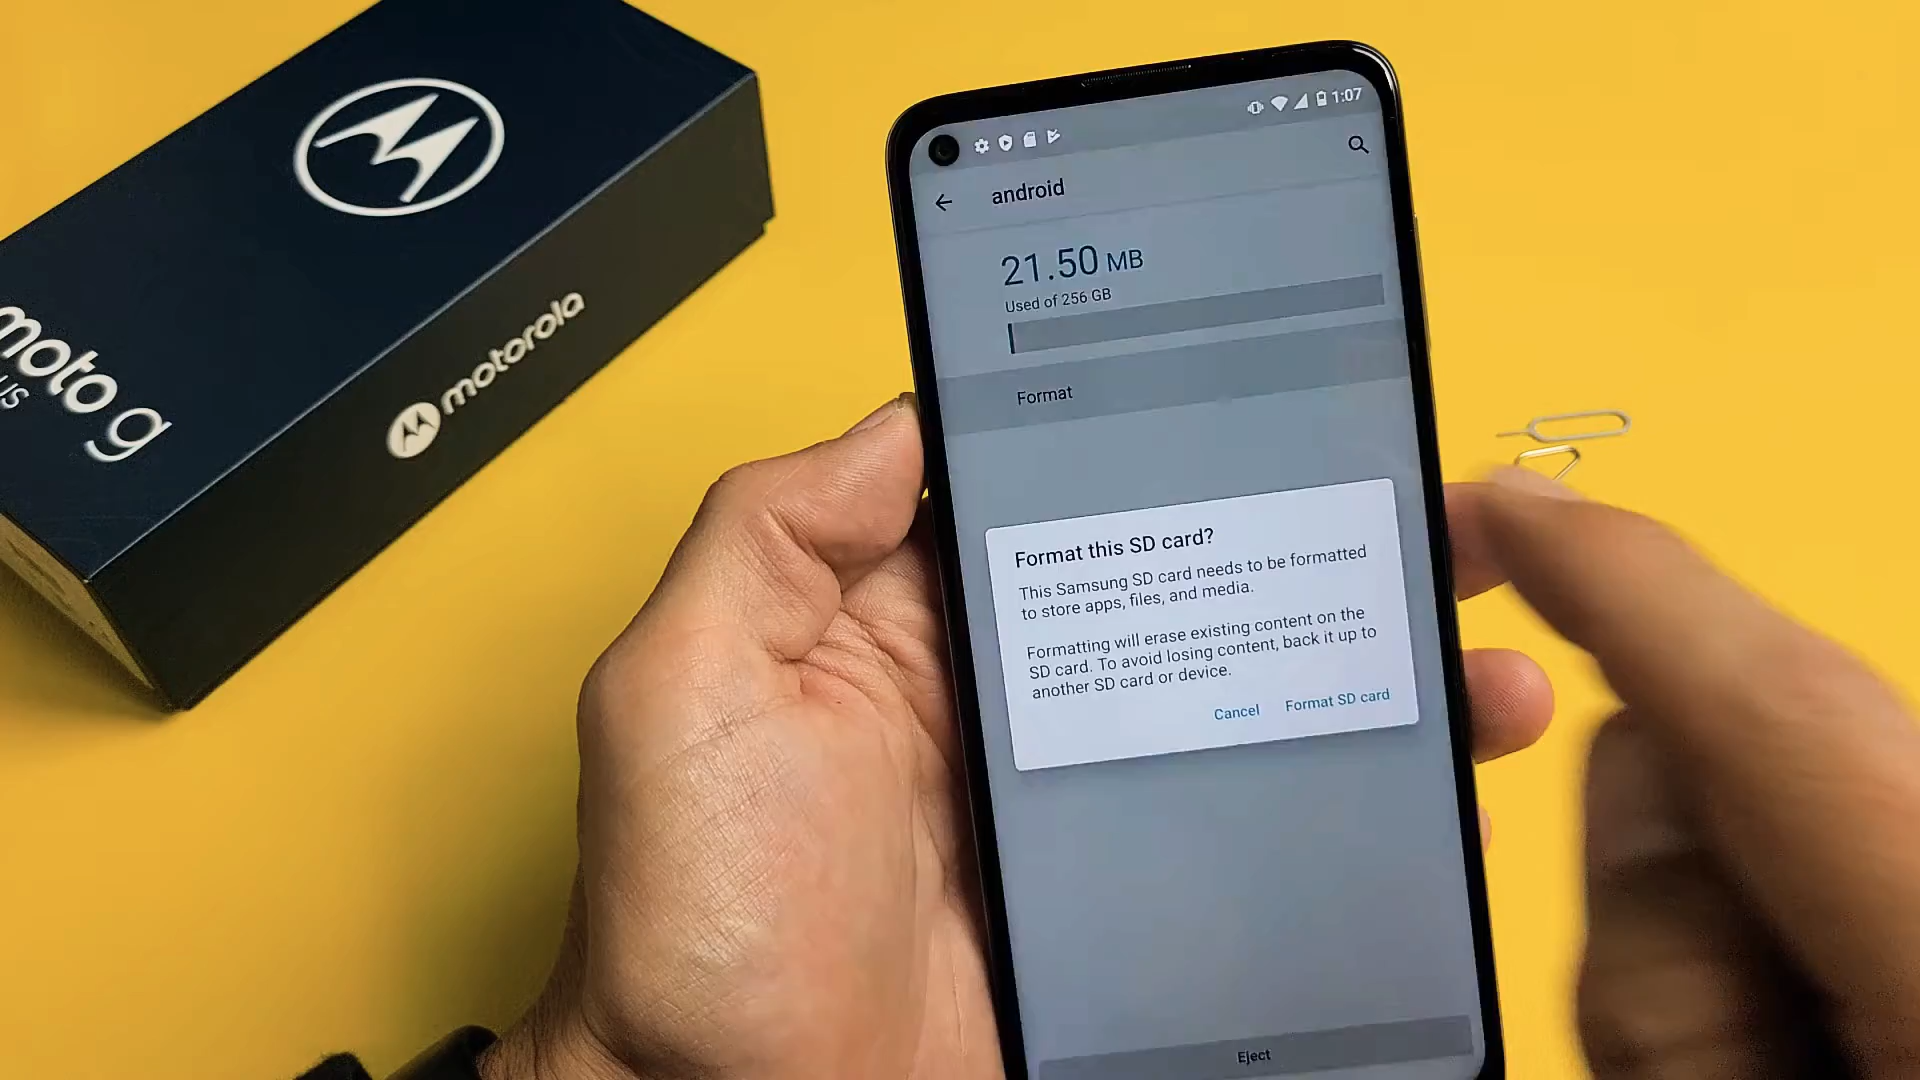 moto g
us
motorola
1:07
android
21.50 MB
Used of 256 GB
Format
Format this SD card?
This Samsung SD card needs to be formatted
to store apps, files, and media.
Formatting will erase existing content on the
SD card. To avoid losing content, back it up to
another SD card or device.
Cancel Format SD card
Eject